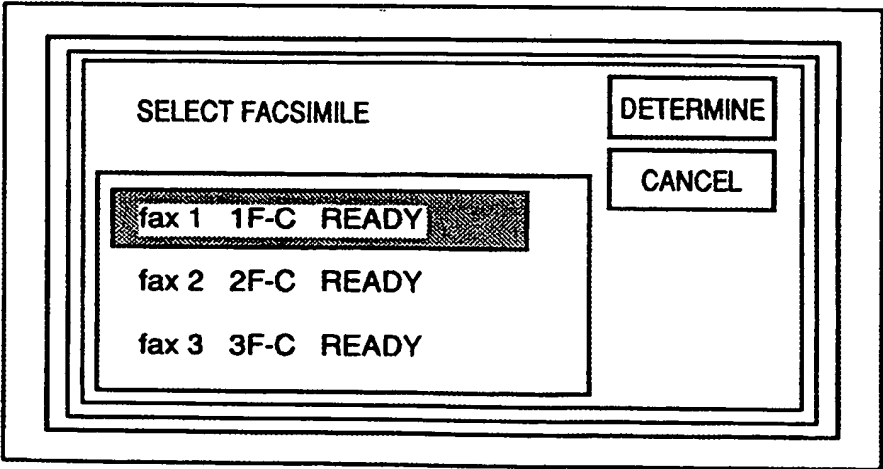 SELECT FACSIMILE
DETERMINE
CANCEL
fax 1 1F-C READY
fax 2 2F-C READY
fax 3 3F-C READY